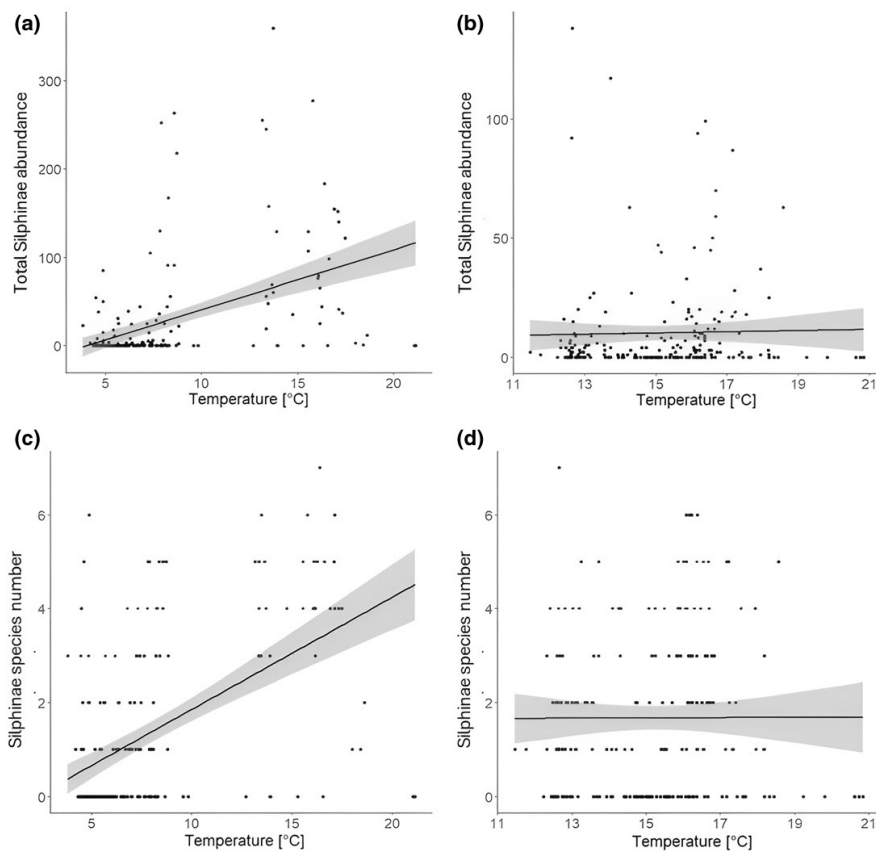 (a)
Total Silphinae abundance
300
200
100
0
5
10
15
20
Temperature [°C]
(b)
Total Silphinae abundance
100
50
0
11
13
15
17
19
21
Temperature [°C]
(c)
Silphinae species number
6
4
2
0
5
10
15
20
Temperature [°C]
(d)
Silphinae species number
6
4
2
0
11
13
15
17
19
21
Temperature [°C]